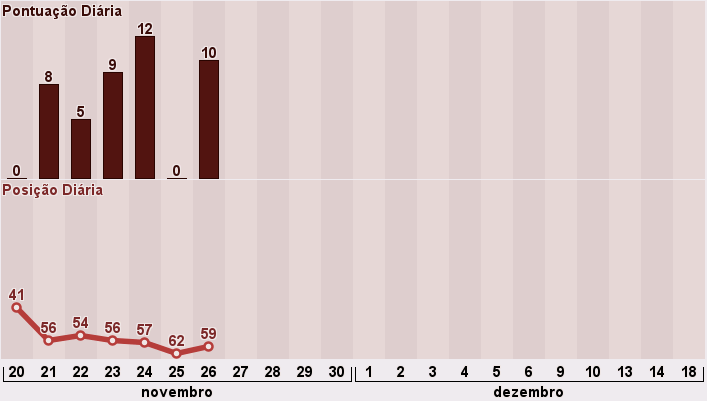 Pontuação Diária
0 8 5 9 12 0 10
Posição Diária
41 56 54 56 57 62 59
20 21 22 23 24 25 26 27 28 29 30 1 2 3 4 5 6 9 10 13 14 18
novembro dezembro